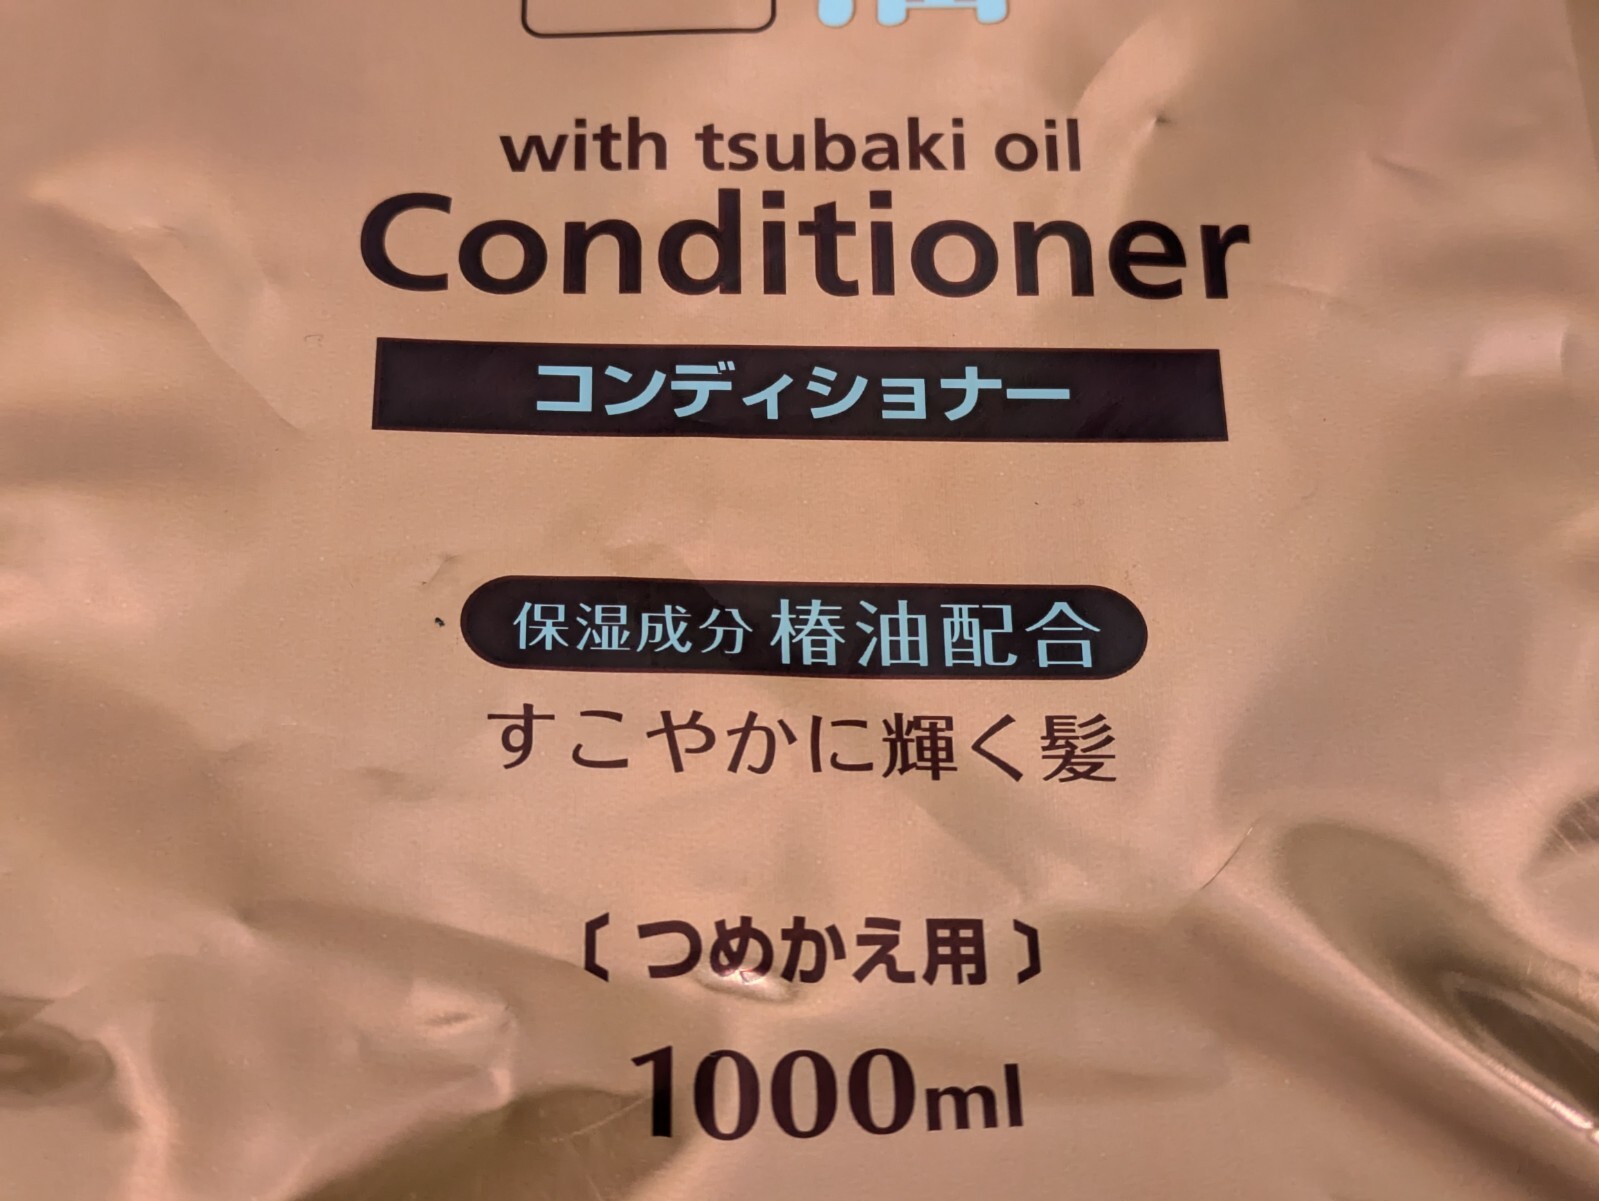 with tsubaki oil
Conditioner
コンディショナー
保湿成分 椿油配合
すこやかに輝く髪
〔つめかえ用〕
1000ml